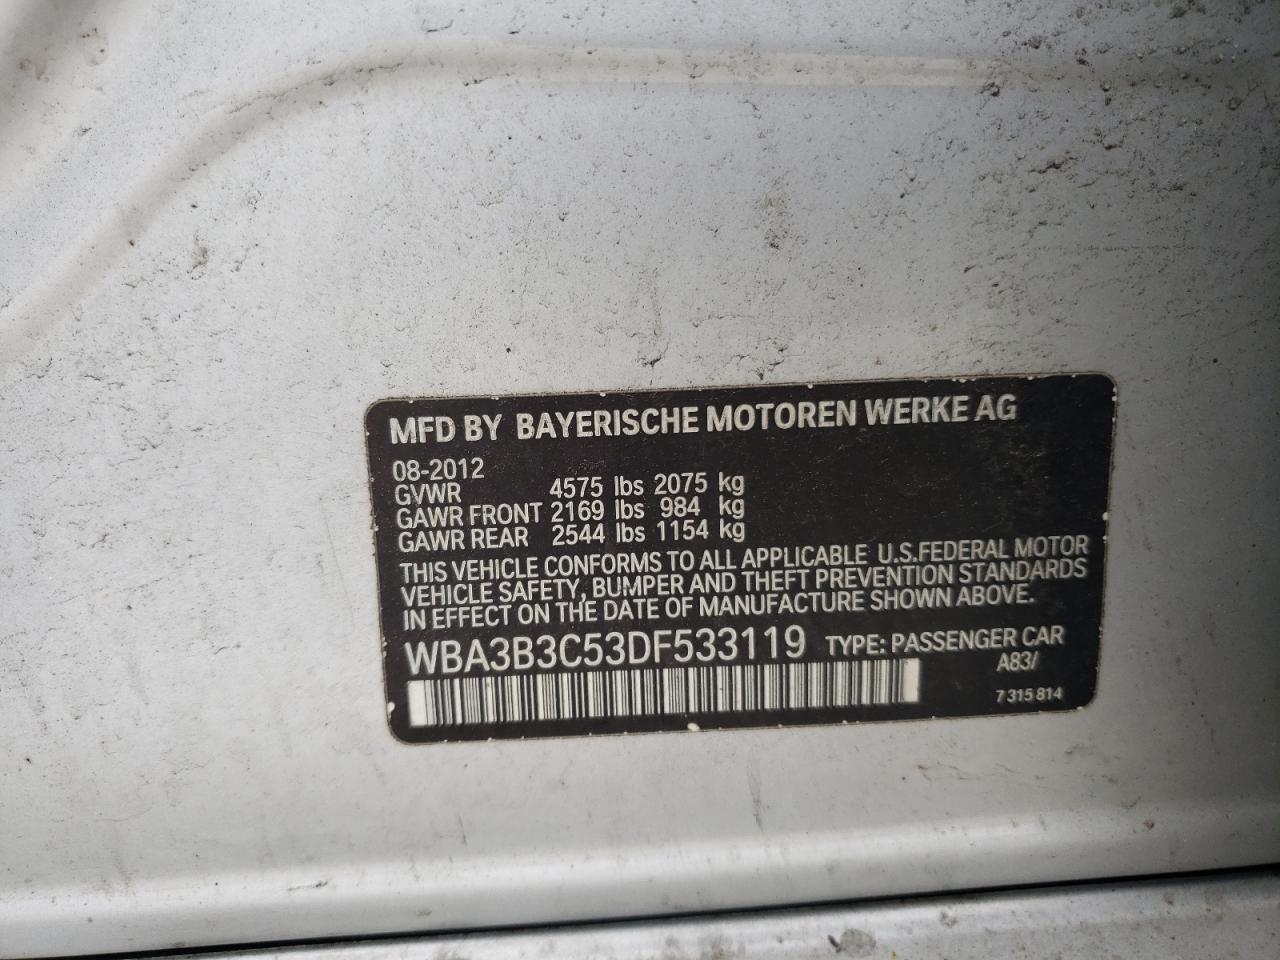 MFD BY BAYERISCHE MOTOREN WERKE AG
08-2012
GVWR 4575 lbs 2075 kg
GAWR FRONT 2169 lbs 984 kg
GAWR REAR 2544 lbs 1154 kg
THIS VEHICLE CONFORMS TO ALL APPLICABLE U.S.FEDERAL MOTOR
VEHICLE SAFETY, BUMPER AND THEFT PREVENTION STANDARDS
IN EFFECT ON THE DATE OF MANUFACTURE SHOWN ABOVE.
WBA3B3C53DF533119 TYPE: PASSENGER CAR
A83/
7 315 814